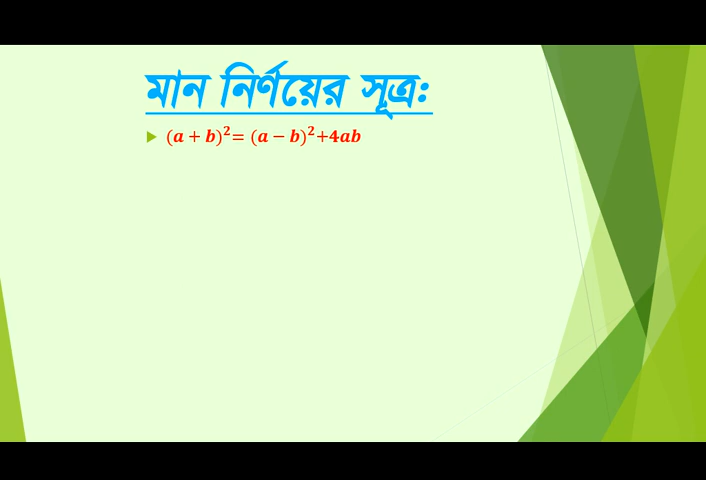 মান নির্ণয়ের সূত্রঃ
(a + b)²= (a − b)²+4ab